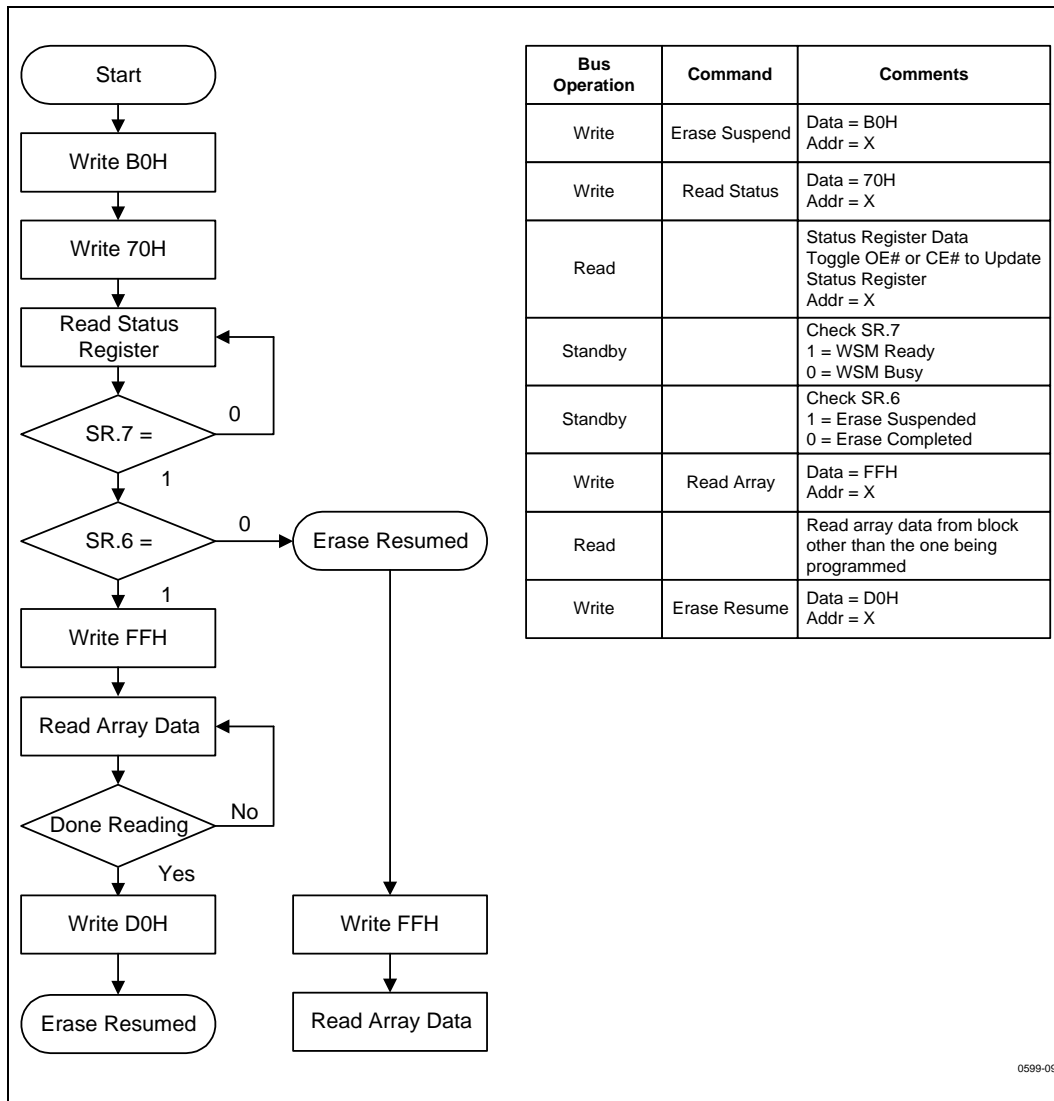 Start
Write B0H
Write 70H
Read Status
Register
0
SR.7 =
1
0
SR.6 =
Erase Resumed
1
Write FFH
Read Array Data
No
Done Reading
Yes
Write D0H
Write FFH
Erase Resumed
Read Array Data
Bus
Operation
Command
Comments
Write
Erase Suspend
Data = B0H
Addr = X
Write
Read Status
Data = 70H
Addr = X
Read
Status Register Data
Toggle OE# or CE# to Update
Status Register
Addr = X
Standby
Check SR.7
1 = WSM Ready
0 = WSM Busy
Standby
Check SR.6
1 = Erase Suspended
0 = Erase Completed
Write
Read Array
Data = FFH
Addr = X
Read
Read array data from block
other than the one being
programmed
Write
Erase Resume
Data = D0H
Addr = X
0599-09